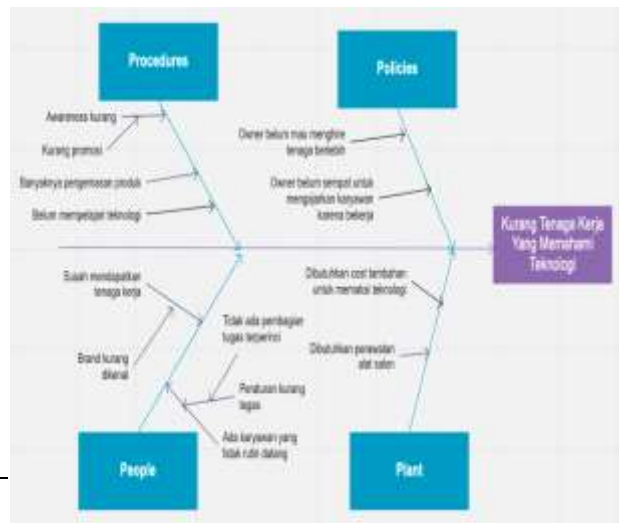 Procedures
Policies
Awareness kurang
Kurang promosi
Banyaknya pengemasan produk
Belum mempelajari teknologi
Owner belum mau menghire
tenaga berlebih
Owner belum sempat untuk
mengajarkan karyawan
karena bekerja
Kurang Tenaga Kerja
Yang Memahami
Teknologi
Susah mendapatkan
tenaga kerja
Brand kurang
dikenal
Tidak ada pembagian
tugas terperinci
Peraturan kurang
tegas
Ada karyawan yang
tidak rutin datang
Dibutuhkan cost tambahan
untuk memakai teknologi
Dibutuhkan perawatan
alat
People
Plant